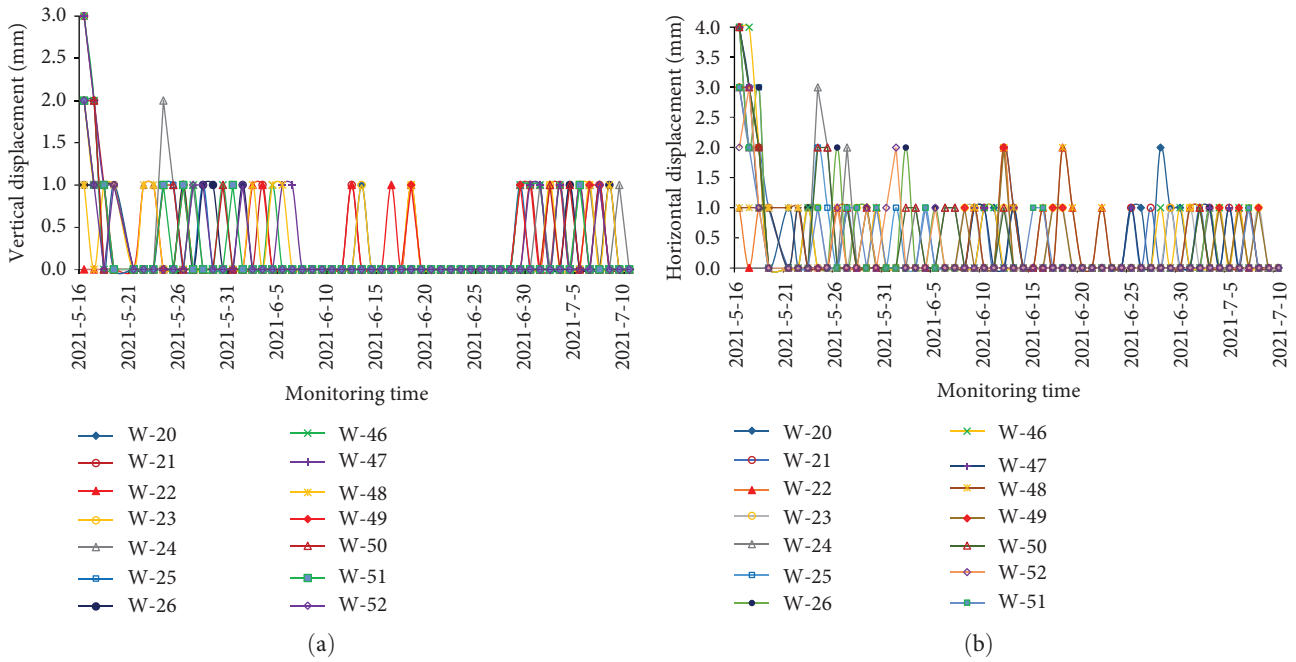 Vertical displacement (mm)
3.0
2.5
2.0
1.5
1.0
0.5
0.0
2021-5-16
2021-5-21
2021-5-26
2021-5-31
2021-6-5
2021-6-10
2021-6-15
2021-6-20
2021-6-25
2021-6-30
2021-7-5
2021-7-10
Monitoring time
W-20
W-21
W-22
W-23
W-24
W-25
W-26
W-46
W-47
W-48
W-49
W-50
W-51
W-52
(a)
Horizontal displacement (mm)
4.0
3.5
3.0
2.5
2.0
1.5
1.0
0.5
0.0
2021-5-16
2021-5-21
2021-5-26
2021-5-31
2021-6-5
2021-6-10
2021-6-15
2021-6-20
2021-6-25
2021-6-30
2021-7-5
2021-7-10
Monitoring time
W-20
W-21
W-22
W-23
W-24
W-25
W-26
W-46
W-47
W-48
W-49
W-50
W-52
W-51
(b)